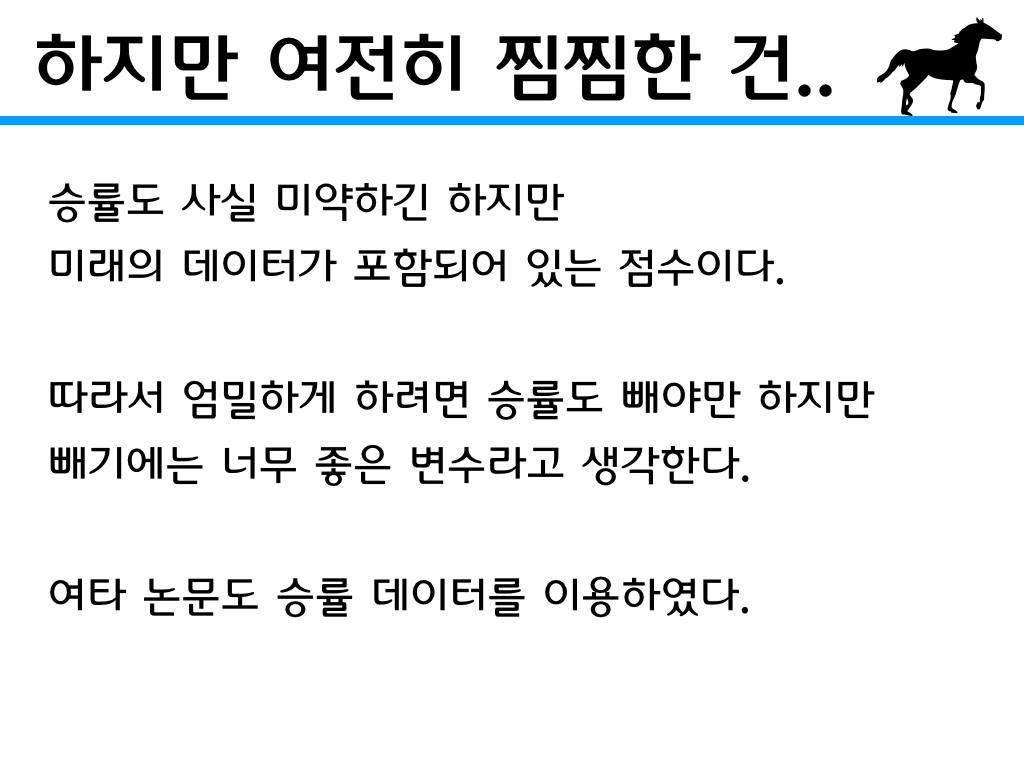 하지만 여전히 찜찜한 건..
승률도 사실 미약하긴 하지만
미래의 데이터가 포함되어 있는 점수이다.
따라서 엄밀하게 하려면 승률도 빼야만 하지만
빼기에는 너무 좋은 변수라고 생각한다.
여타 논문도 승률 데이터를 이용하였다.